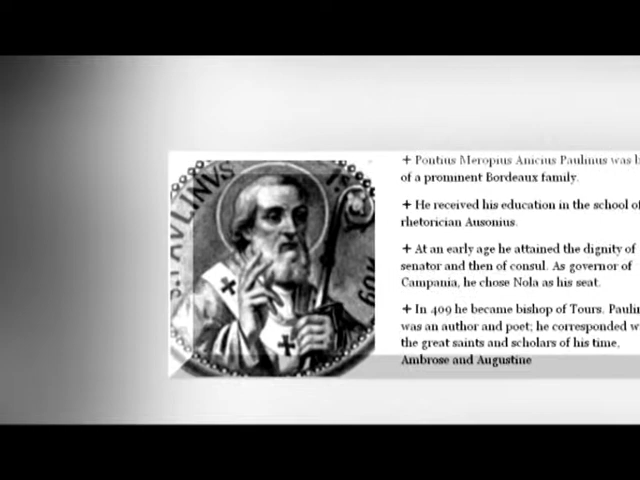 S. PAVLINVS
409
+ Pontius Meropius Anicius Paulinus was
of a prominent Bordeaux family.
+ He received his education in the school of
rhetorician Ausonius.
+ At an early age he attained the dignity of
senator and then of consul. As governor of
Campania, he chose Nola as his seat.
+ In 409 he became bishop of Tours. Paulin
was an author and poet; he corresponded w
the great saints and scholars of his time,
Ambrose and Augustine